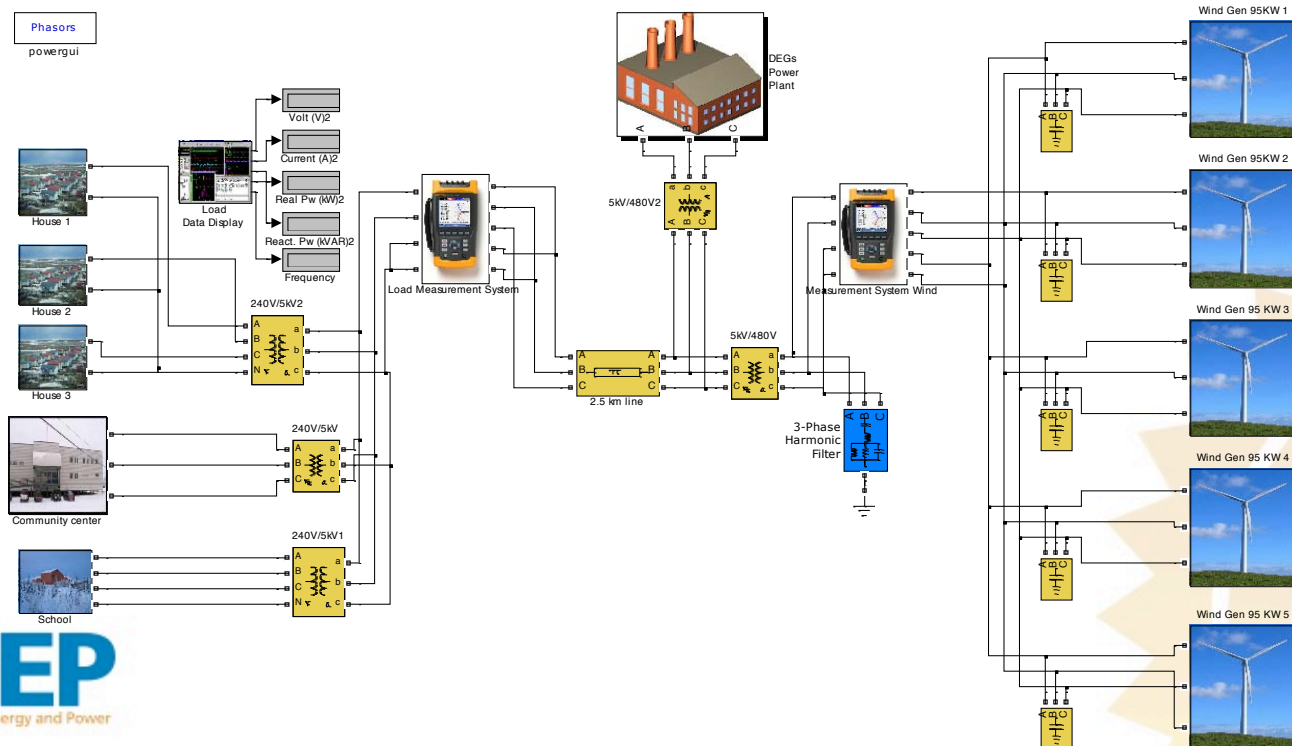 Phasors
powergui
Volt (V)2
Current (A)2
Real Pw (kW)2
React. Pw (kVAR)2
Frequency
Load
Data Display
House 1
House 2
House 3
Community center
School
240V/5kV2
A
B
C
N
a
b
c
240V/5kV
A
B
C
a
b
c
240V/5kV1
A
B
C
N
a
b
c
Load Measurement System
A
B
C
A
B
C
2.5 km line
DEGs
Power
Plant
A
B
C
5kV/480V2
a
b
c
A
B
C
5kV/480V
A
B
C
a
b
c
Measurement System Wind
3-Phase
Harmonic
Filter
A
B
C
Wind Gen 95KW 1
A
B
C
Wind Gen 95KW 2
A
B
C
Wind Gen 95 KW 3
A
B
C
Wind Gen 95 KW 4
A
B
C
Wind Gen 95 KW 5
A
B
C
EP
ergy and Power